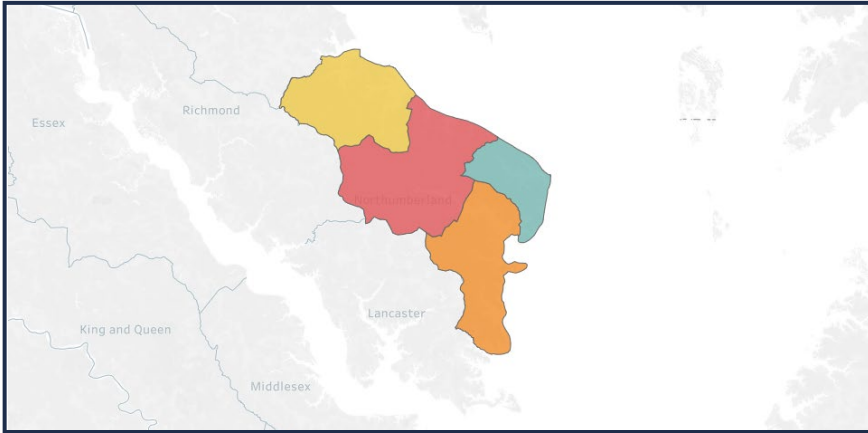 Richmond
Essex
Northumberland
Lancaster
King and Queen
Middlesex